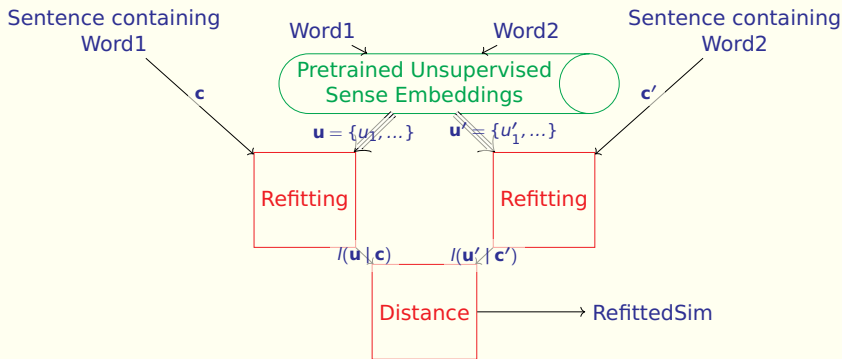 Sentence containing
Word1
Word1
Word2
Sentence containing
Word2
Pretrained Unsupervised
Sense Embeddings
c
c′
u = {u₁, ...}
u′ = {u′₁, ...}
Refitting
Refitting
l(u | c)
l(u′ | c′)
Distance
RefittedSim